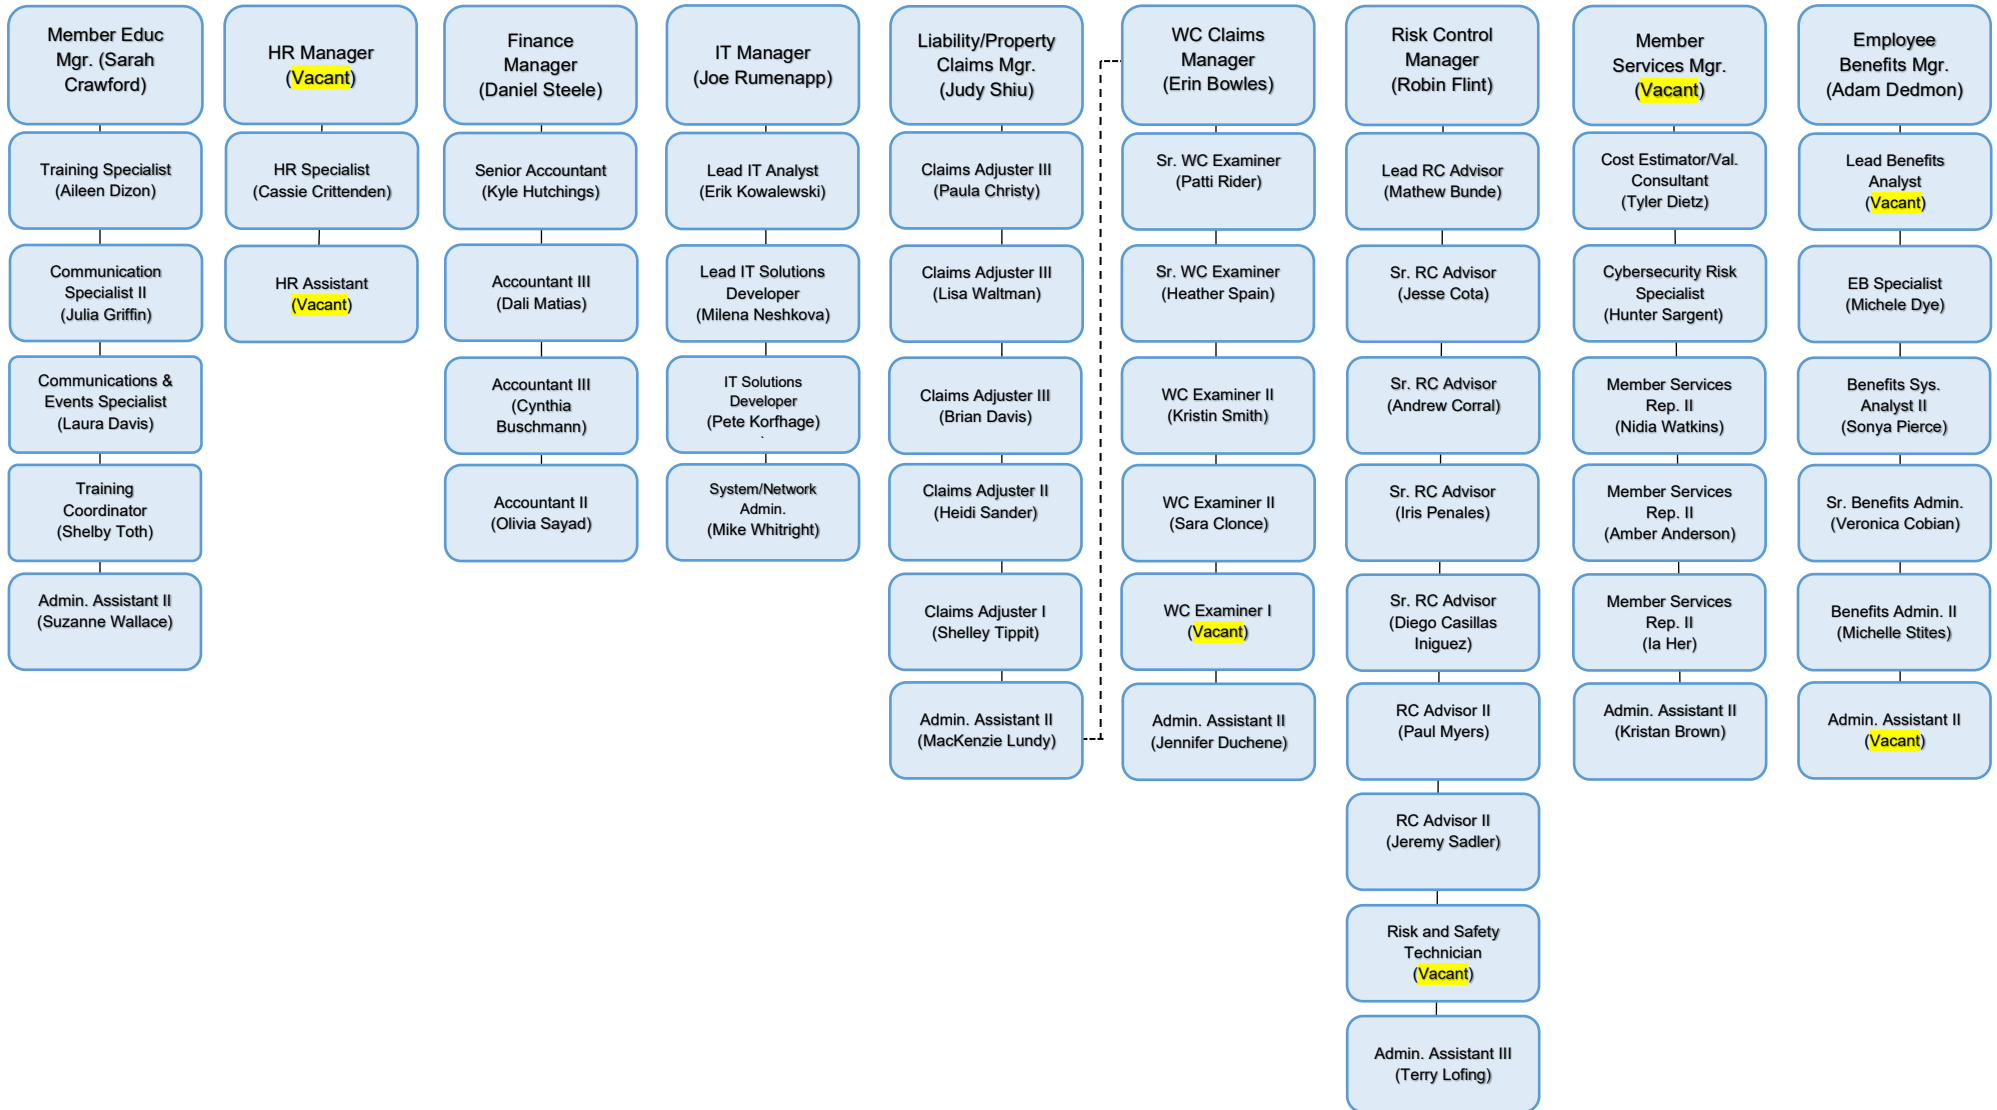 Member Educ
Mgr. (Sarah
Crawford)
Training Specialist
(Aileen Dizon)
Communication
Specialist II
(Julia Griffin)
Communications &
Events Specialist
(Laura Davis)
Training
Coordinator
(Shelby Toth)
Admin. Assistant II
(Suzanne Wallace)
HR Manager
(Vacant)
HR Specialist
(Cassie Crittenden)
HR Assistant
(Vacant)
Finance
Manager
(Daniel Steele)
Senior Accountant
(Kyle Hutchings)
Accountant III
(Dali Matias)
Accountant III
(Cynthia
Buschmann)
Accountant II
(Olivia Sayad)
IT Manager
(Joe Rumenapp)
Lead IT Analyst
(Erik Kowalewski)
Lead IT Solutions
Developer
(Milena Neshkova)
IT Solutions
Developer
(Pete Korfhage)
System/Network
Admin.
(Mike Whitright)
Liability/Property
Claims Mgr.
(Judy Shiu)
Claims Adjuster III
(Paula Christy)
Claims Adjuster III
(Lisa Waltman)
Claims Adjuster III
(Brian Davis)
Claims Adjuster II
(Heidi Sander)
Claims Adjuster I
(Shelley Tippit)
Admin. Assistant II
(MacKenzie Lundy)
WC Claims
Manager
(Erin Bowles)
Sr. WC Examiner
(Patti Rider)
Sr. WC Examiner
(Heather Spain)
WC Examiner II
(Kristin Smith)
WC Examiner II
(Sara Clonce)
WC Examiner I
(Vacant)
Admin. Assistant II
(Jennifer Duchene)
Risk Control
Manager
(Robin Flint)
Lead RC Advisor
(Mathew Bunde)
Sr. RC Advisor
(Jesse Cota)
Sr. RC Advisor
(Andrew Corral)
Sr. RC Advisor
(Iris Penales)
Sr. RC Advisor
(Diego Casillas
Iniguez)
RC Advisor II
(Paul Myers)
RC Advisor II
(Jeremy Sadler)
Risk and Safety
Technician
(Vacant)
Admin. Assistant III
(Terry Lofing)
Member
Services Mgr.
(Vacant)
Cost Estimator/Val.
Consultant
(Tyler Dietz)
Cybersecurity Risk
Specialist
(Hunter Sargent)
Member Services
Rep. II
(Nidia Watkins)
Member Services
Rep. II
(Amber Anderson)
Member Services
Rep. II
(Ia Her)
Admin. Assistant II
(Kristan Brown)
Employee
Benefits Mgr.
(Adam Dedmon)
Lead Benefits
Analyst
(Vacant)
EB Specialist
(Michele Dye)
Benefits Sys.
Analyst II
(Sonya Pierce)
Sr. Benefits Admin.
(Veronica Cobian)
Benefits Admin. II
(Michelle Stites)
Admin. Assistant II
(Vacant)